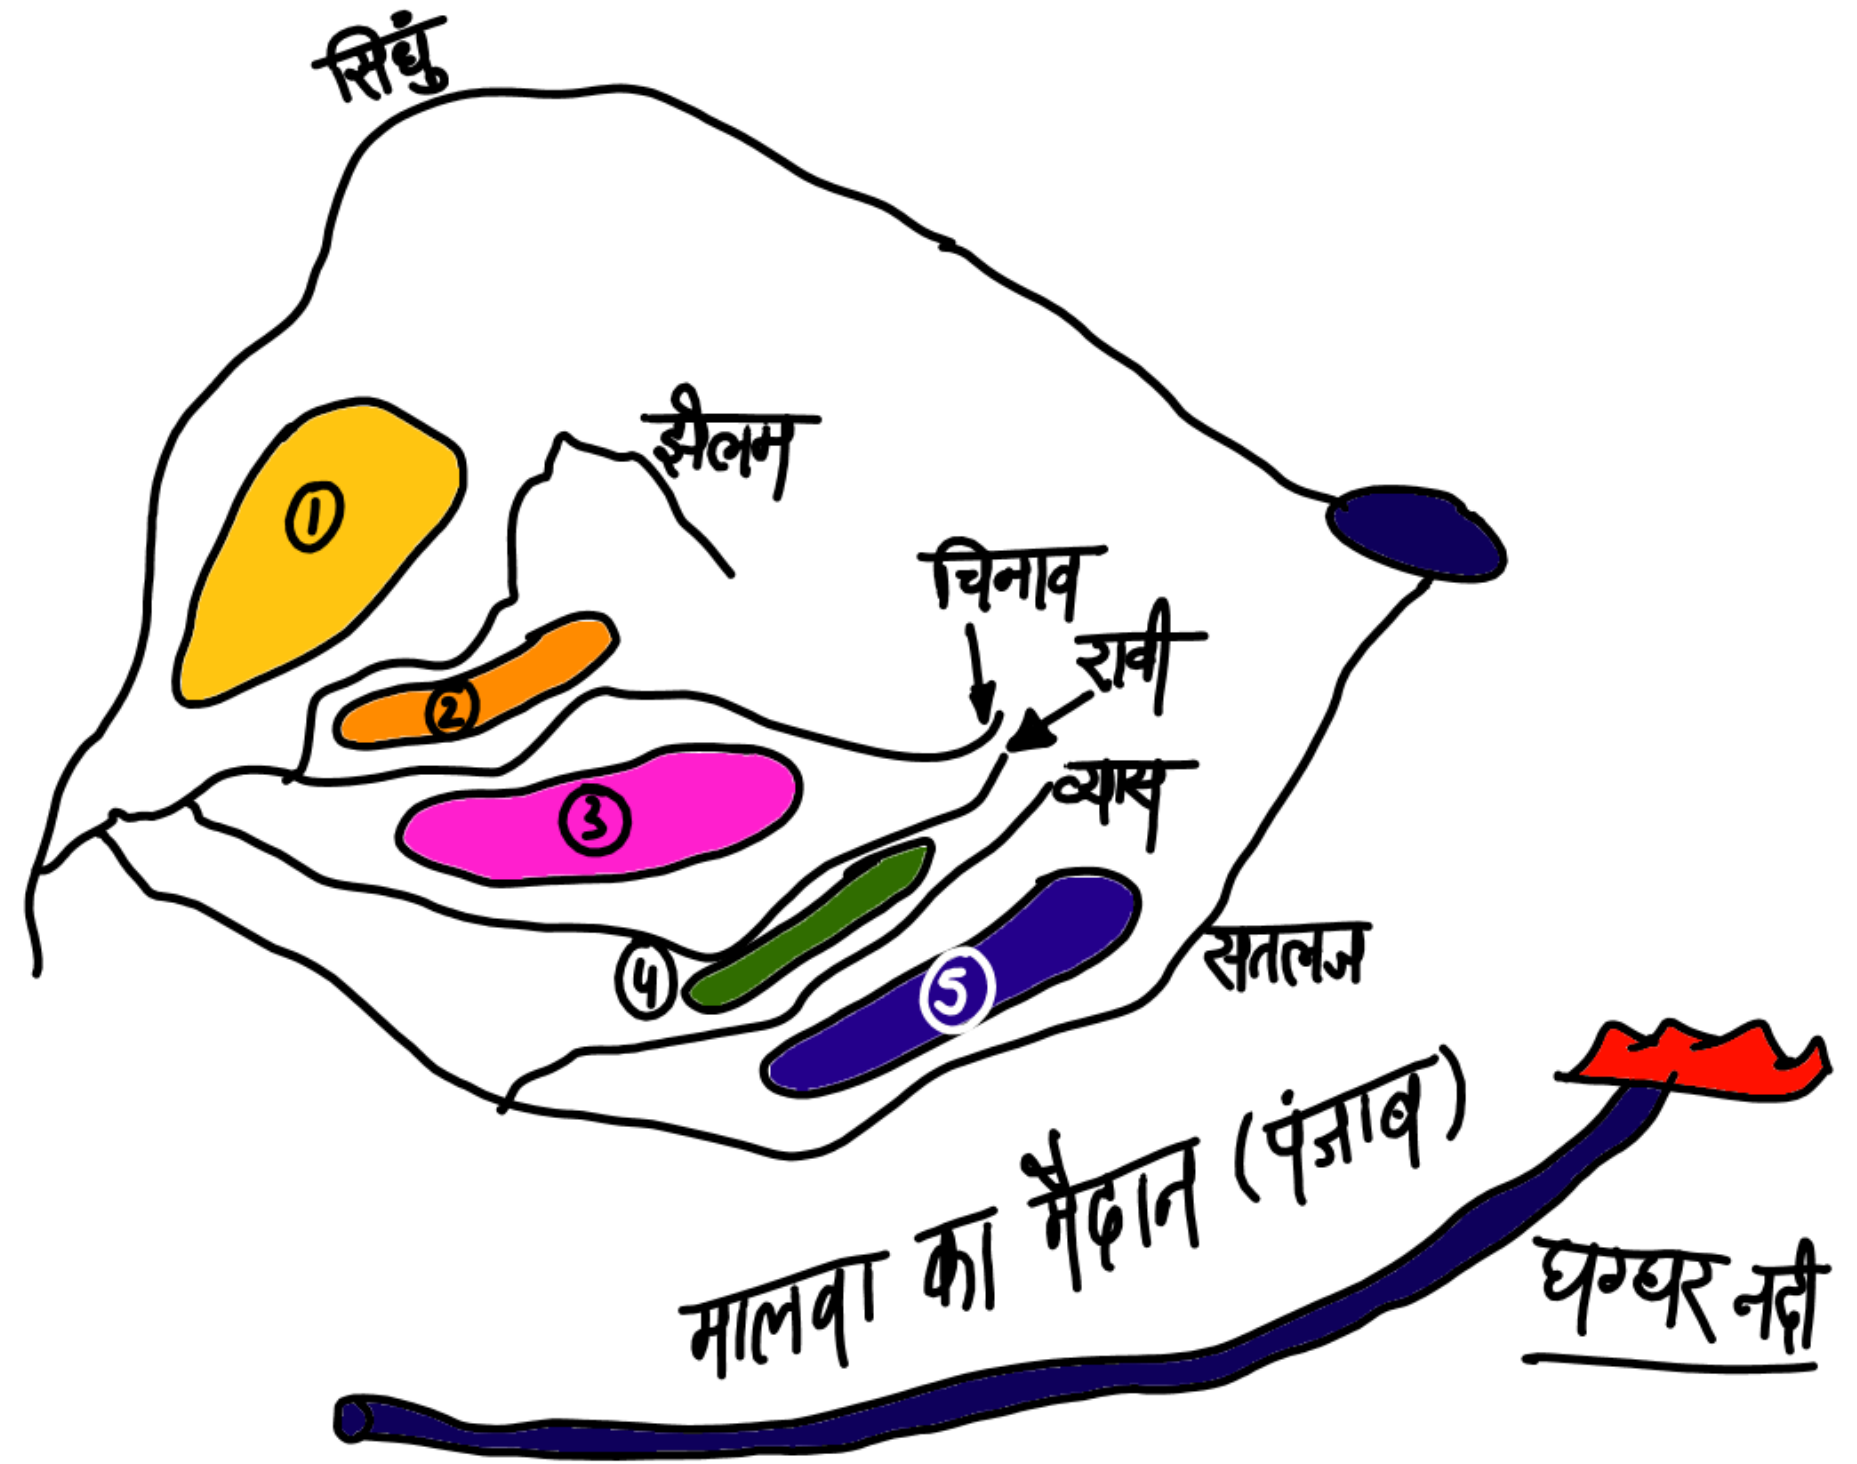 सिंधुं
झेलम
①
चिनाव
रावी
②
व्यास
③
④
⑤
सतलज
मालवा का मैदान (पंजाब)
घग्घर नदी